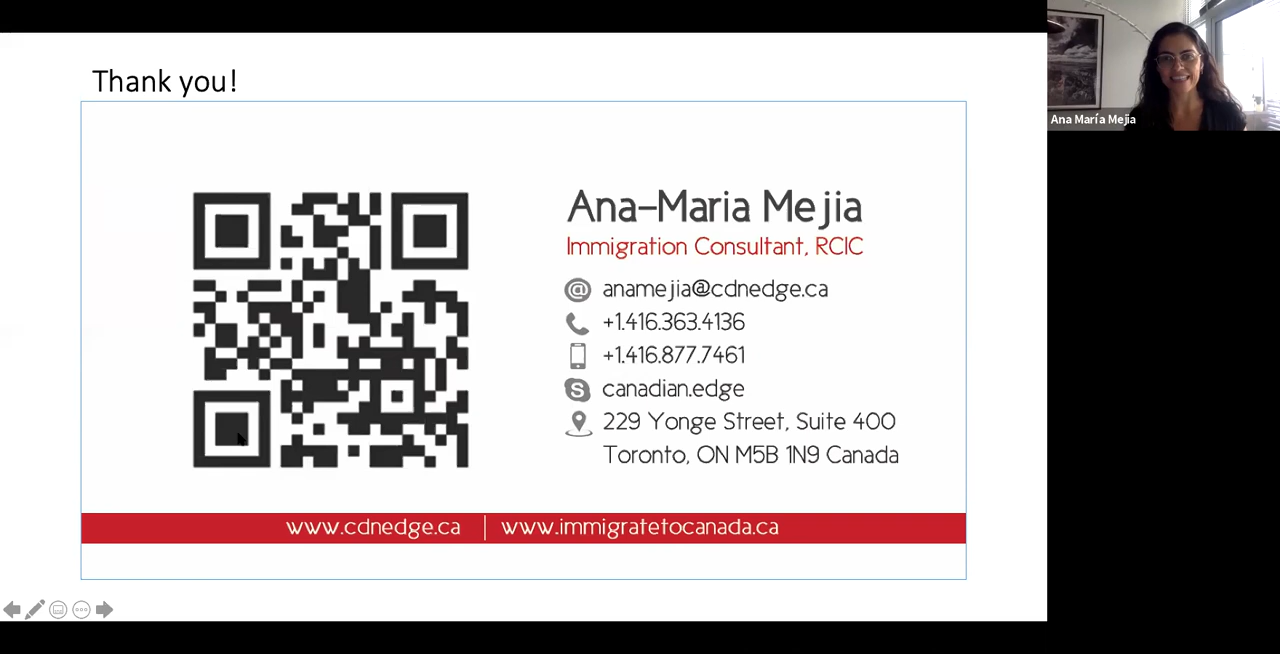 Thank you!
Ana María Mejia
Ana-Maria Mejia
Immigration Consultant, RCIC
anamejia@cdnedge.ca
+1.416.363.4136
+1.416.877.7461
canadian.edge
229 Yonge Street, Suite 400
Toronto, ON M5B 1N9 Canada
www.cdnedge.ca | www.immigratetocanada.ca